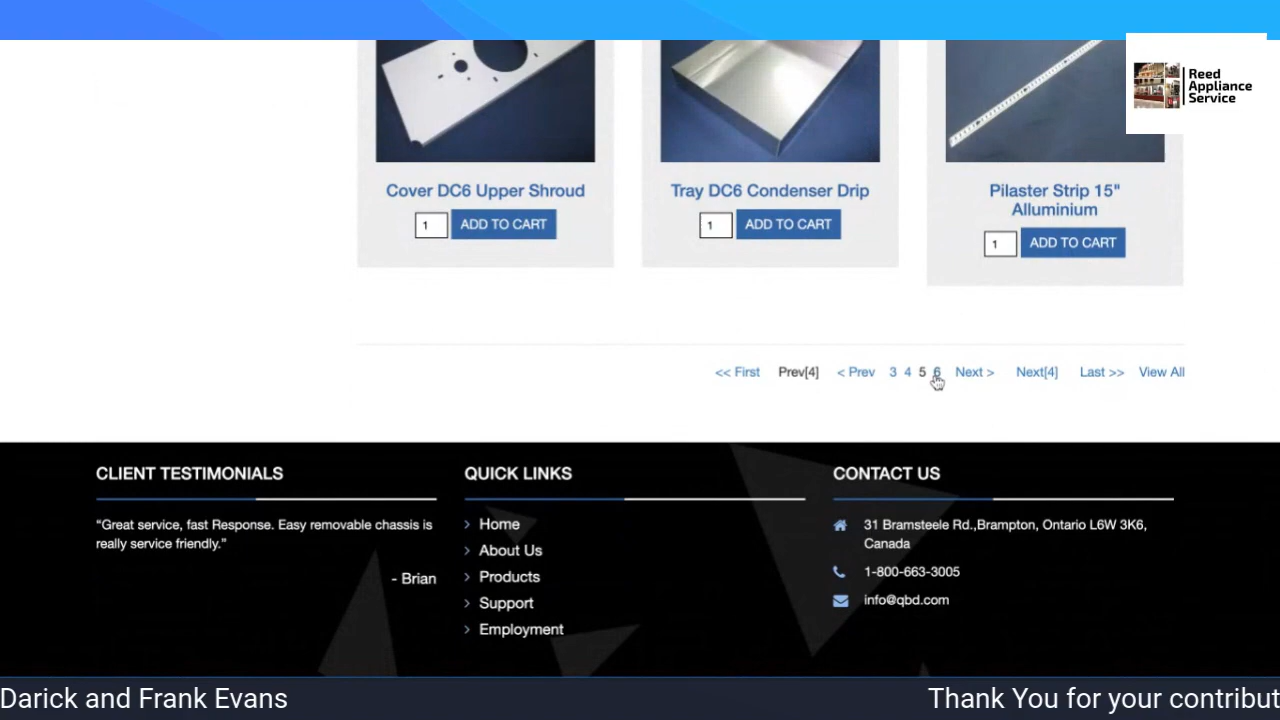 Reed
Appliance
Service
Cover DC6 Upper Shroud
1 ADD TO CART
Tray DC6 Condenser Drip
1 ADD TO CART
Pilaster Strip 15"
Alluminium
1 ADD TO CART
<< First Prev[4] < Prev 3 4 5 6 Next > Next[4] Last >> View All
CLIENT TESTIMONIALS
“Great service, fast Response. Easy removable chassis is
really service friendly.”
- Brian
QUICK LINKS
Home
About Us
Products
Support
Employment
CONTACT US
31 Bramsteele Rd.,Brampton, Ontario L6W 3K6,
Canada
1-800-663-3005
info@qbd.com
Darick and Frank Evans
Thank You for your contribut